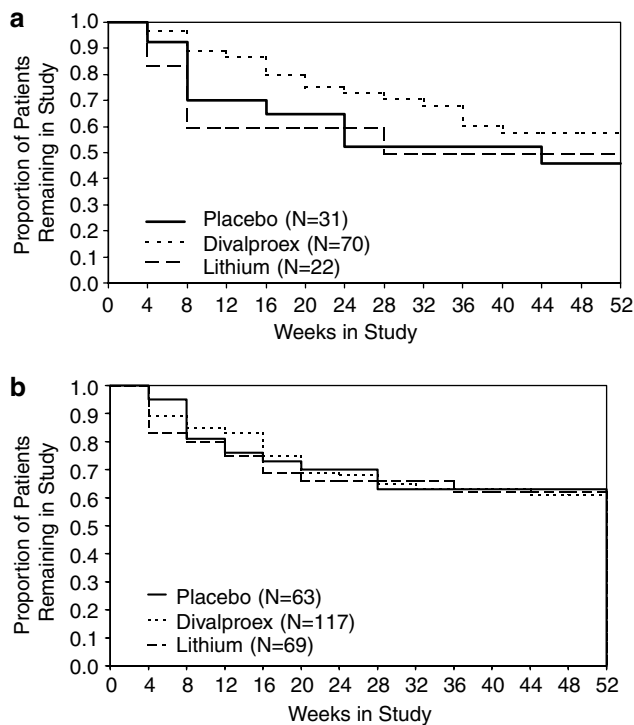 a
Proportion of Patients
Remaining in Study
1.0
0.9
0.8
0.7
0.6
0.5
0.4
0.3
0.2
0.1
0.0
Placebo (N=31)
Divalproex (N=70)
Lithium (N=22)
0 4 8 12 16 20 24 28 32 36 40 44 48 52
Weeks in Study
b
Proportion of Patients
Remaining in Study
1.0
0.9
0.8
0.7
0.6
0.5
0.4
0.3
0.2
0.1
0.0
Placebo (N=63)
Divalproex (N=117)
Lithium (N=69)
0 4 8 12 16 20 24 28 32 36 40 44 48 52
Weeks in Study